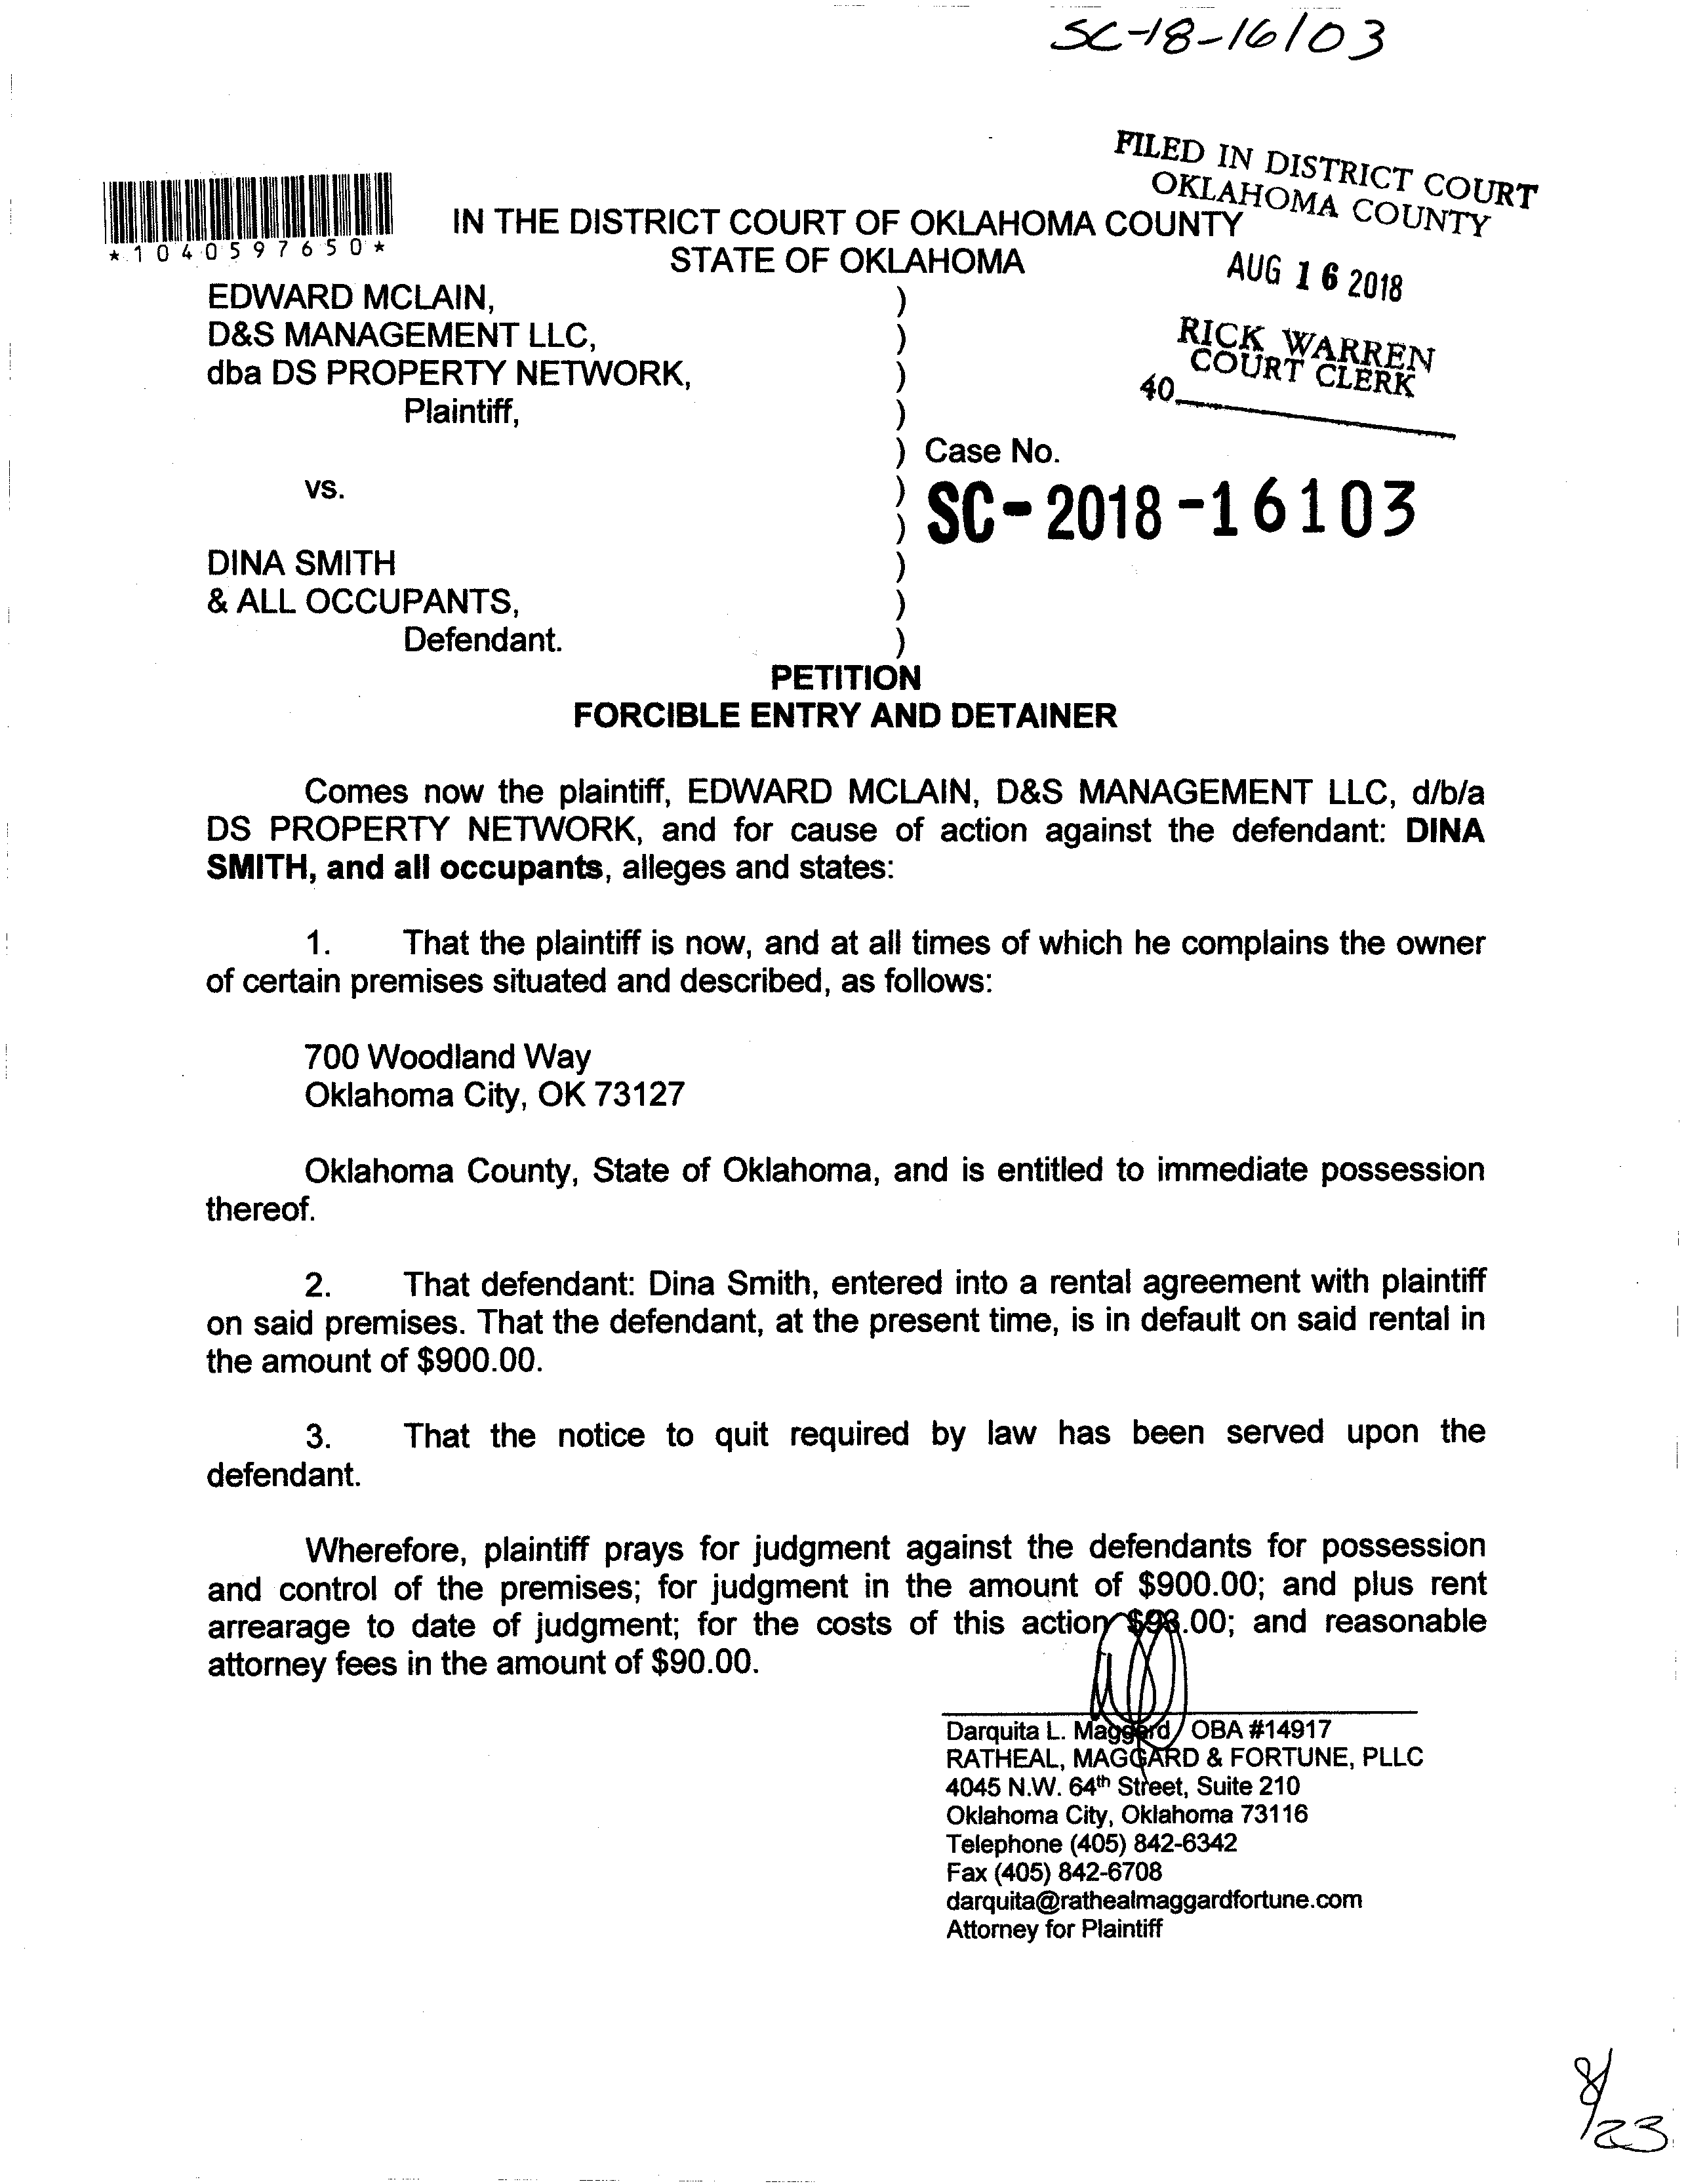 SC-18-16103
FILED IN DISTRICT COURT
OKLAHOMA COUNTY
*1040597650*
IN THE DISTRICT COURT OF OKLAHOMA COUNTY
STATE OF OKLAHOMA
AUG 16 2018
RICK WARREN
COURT CLERK
40
EDWARD MCLAIN, )
D&S MANAGEMENT LLC, )
dba DS PROPERTY NETWORK, )
Plaintiff, )
) Case No.
vs. )
) SC-2018-16103
DINA SMITH )
& ALL OCCUPANTS, )
Defendant. )
PETITION
FORCIBLE ENTRY AND DETAINER
Comes now the plaintiff, EDWARD MCLAIN, D&S MANAGEMENT LLC, d/b/a
DS PROPERTY NETWORK, and for cause of action against the defendant: DINA
SMITH, and all occupants, alleges and states:
1. That the plaintiff is now, and at all times of which he complains the owner
of certain premises situated and described, as follows:
700 Woodland Way
Oklahoma City, OK 73127
Oklahoma County, State of Oklahoma, and is entitled to immediate possession
thereof.
2. That defendant: Dina Smith, entered into a rental agreement with plaintiff
on said premises. That the defendant, at the present time, is in default on said rental in
the amount of $900.00.
3. That the notice to quit required by law has been served upon the
defendant.
Wherefore, plaintiff prays for judgment against the defendants for possession
and control of the premises; for judgment in the amount of $900.00; and plus rent
arrearage to date of judgment; for the costs of this action $98.00; and reasonable
attorney fees in the amount of $90.00.
Darquita L. Maggard OBA #14917
RATHEAL, MAGGARD & FORTUNE, PLLC
4045 N.W. 64th Street, Suite 210
Oklahoma City, Oklahoma 73116
Telephone (405) 842-6342
Fax (405) 842-6708
darquita@rathealmaggardfortune.com
Attorney for Plaintiff
8/23